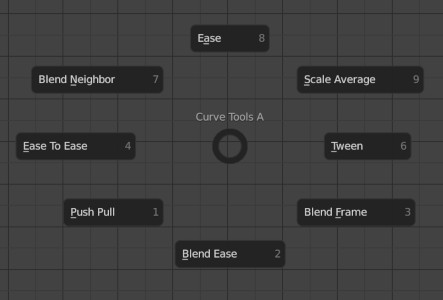 Ease 8
Blend Neighbor 7
Scale Average 9
Curve Tools A
Ease To Ease 4
Tween 6
Push Pull 1
Blend Frame 3
Blend Ease 2